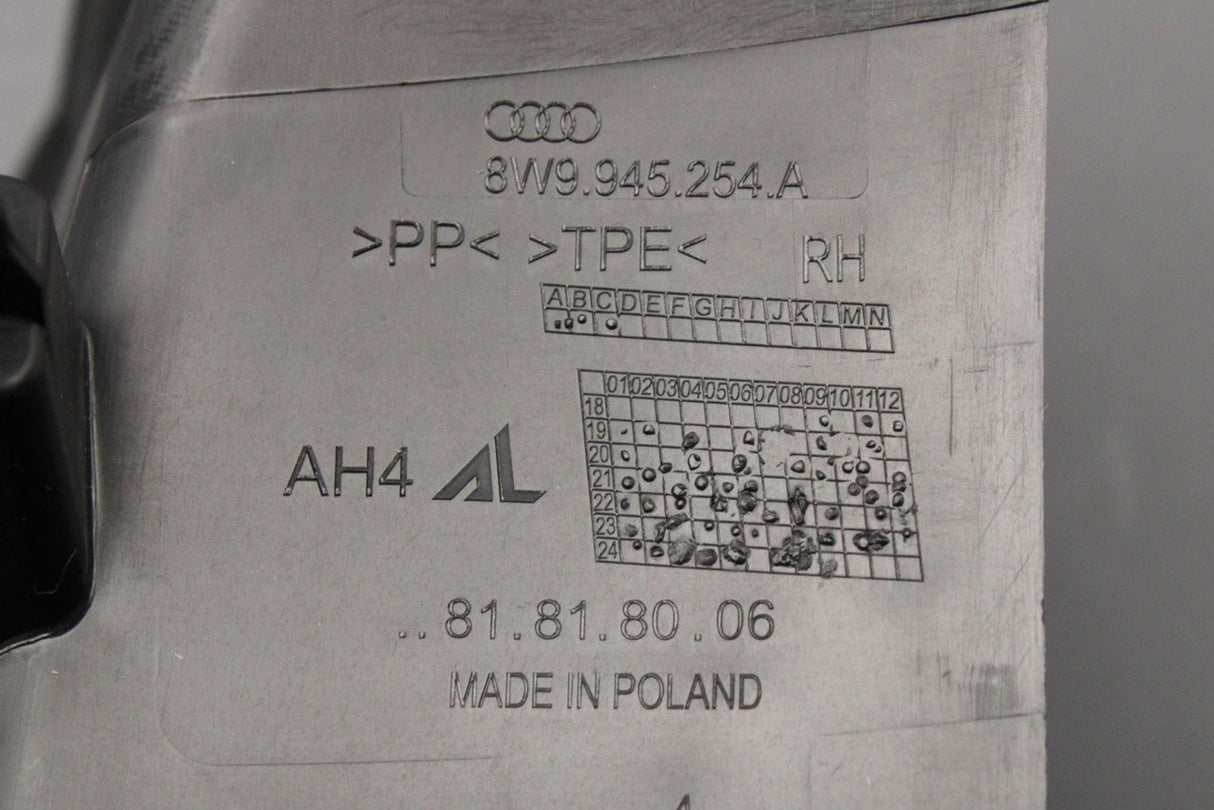 8W9.945.254.A
>PP< >TPE< RH
A B C D E F G H I J K L M N
01 02 03 04 05 06 07 08 09 10 11 12
18
19
20
21
22
23
24
AH4 AL
..81.81.80.06
MADE IN POLAND